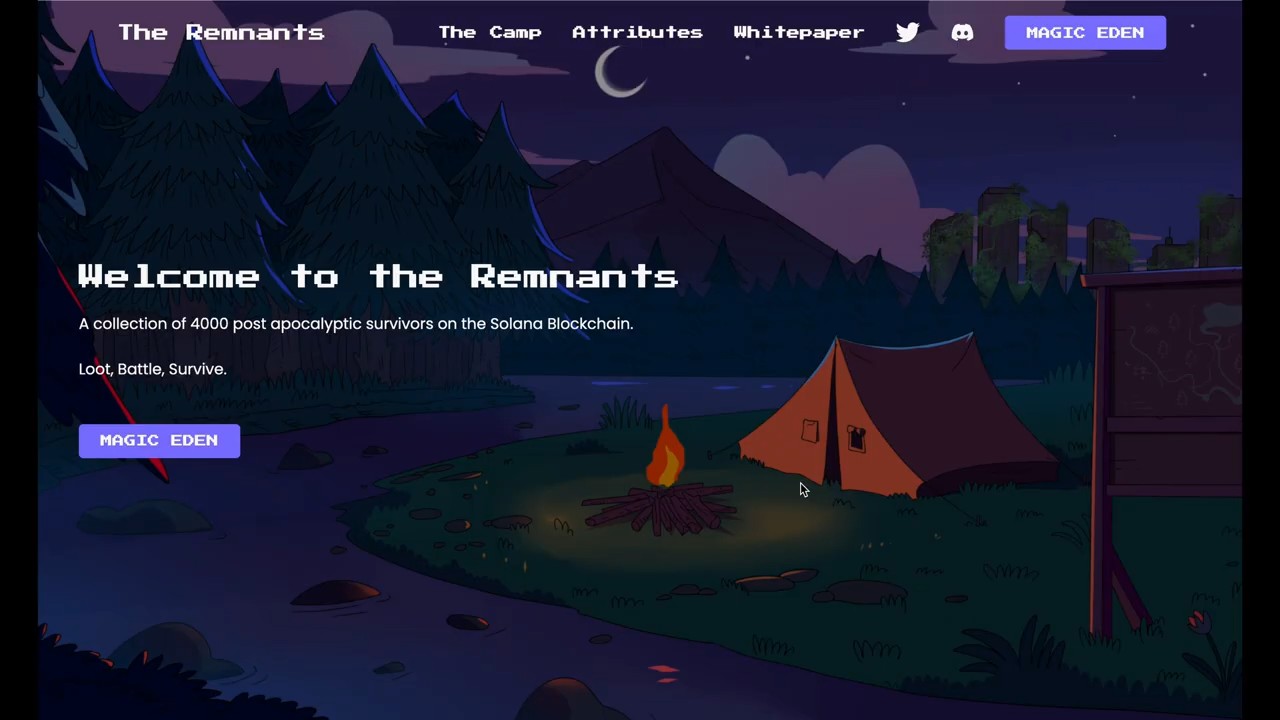 The Remnants
The Camp
Attributes
Whitepaper
MAGIC EDEN
Welcome to the Remnants
A collection of 4000 post apocalyptic survivors on the Solana Blockchain.
Loot, Battle, Survive.
MAGIC EDEN